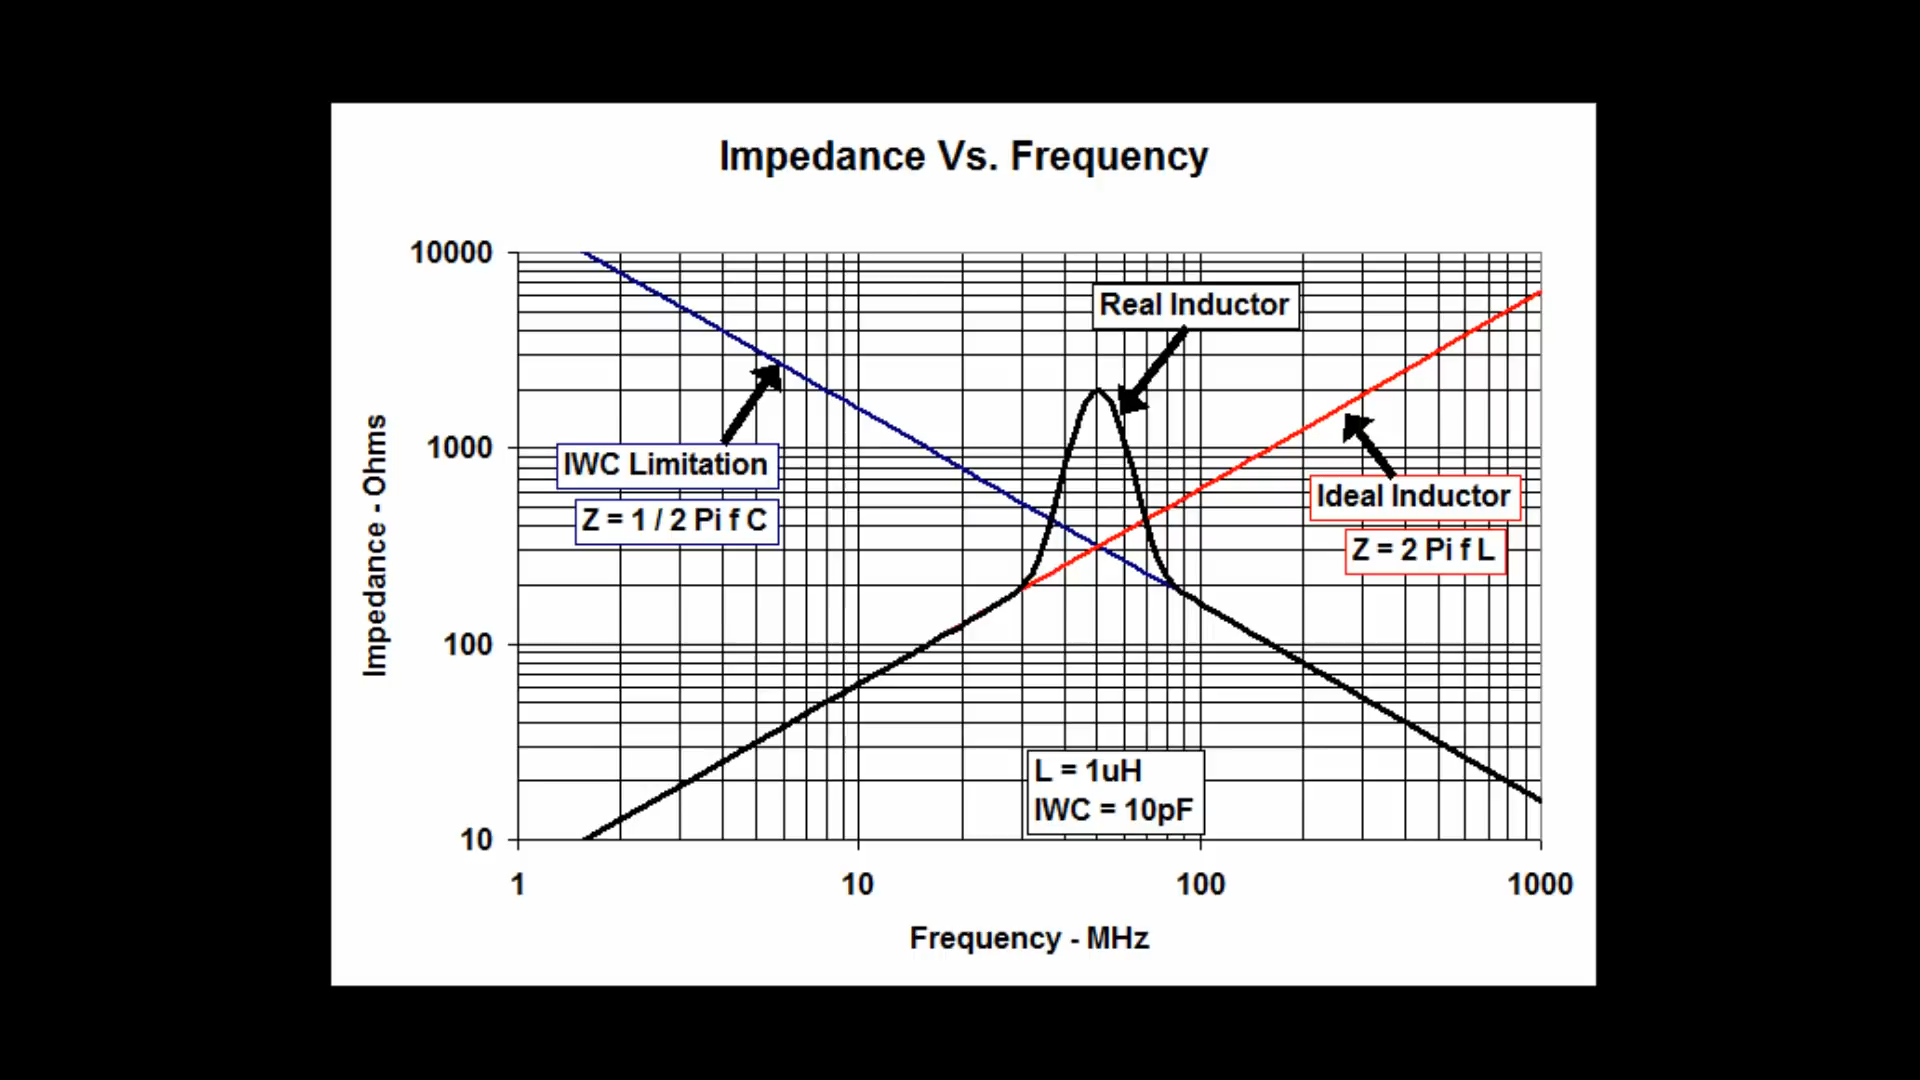 Impedance Vs. Frequency
10000
1000
100
10
Impedance - Ohms
Real Inductor
IWC Limitation
Z = 1 / 2 Pi f C
Ideal Inductor
Z = 2 Pi f L
L = 1uH
IWC = 10pF
1
10
100
1000
Frequency - MHz